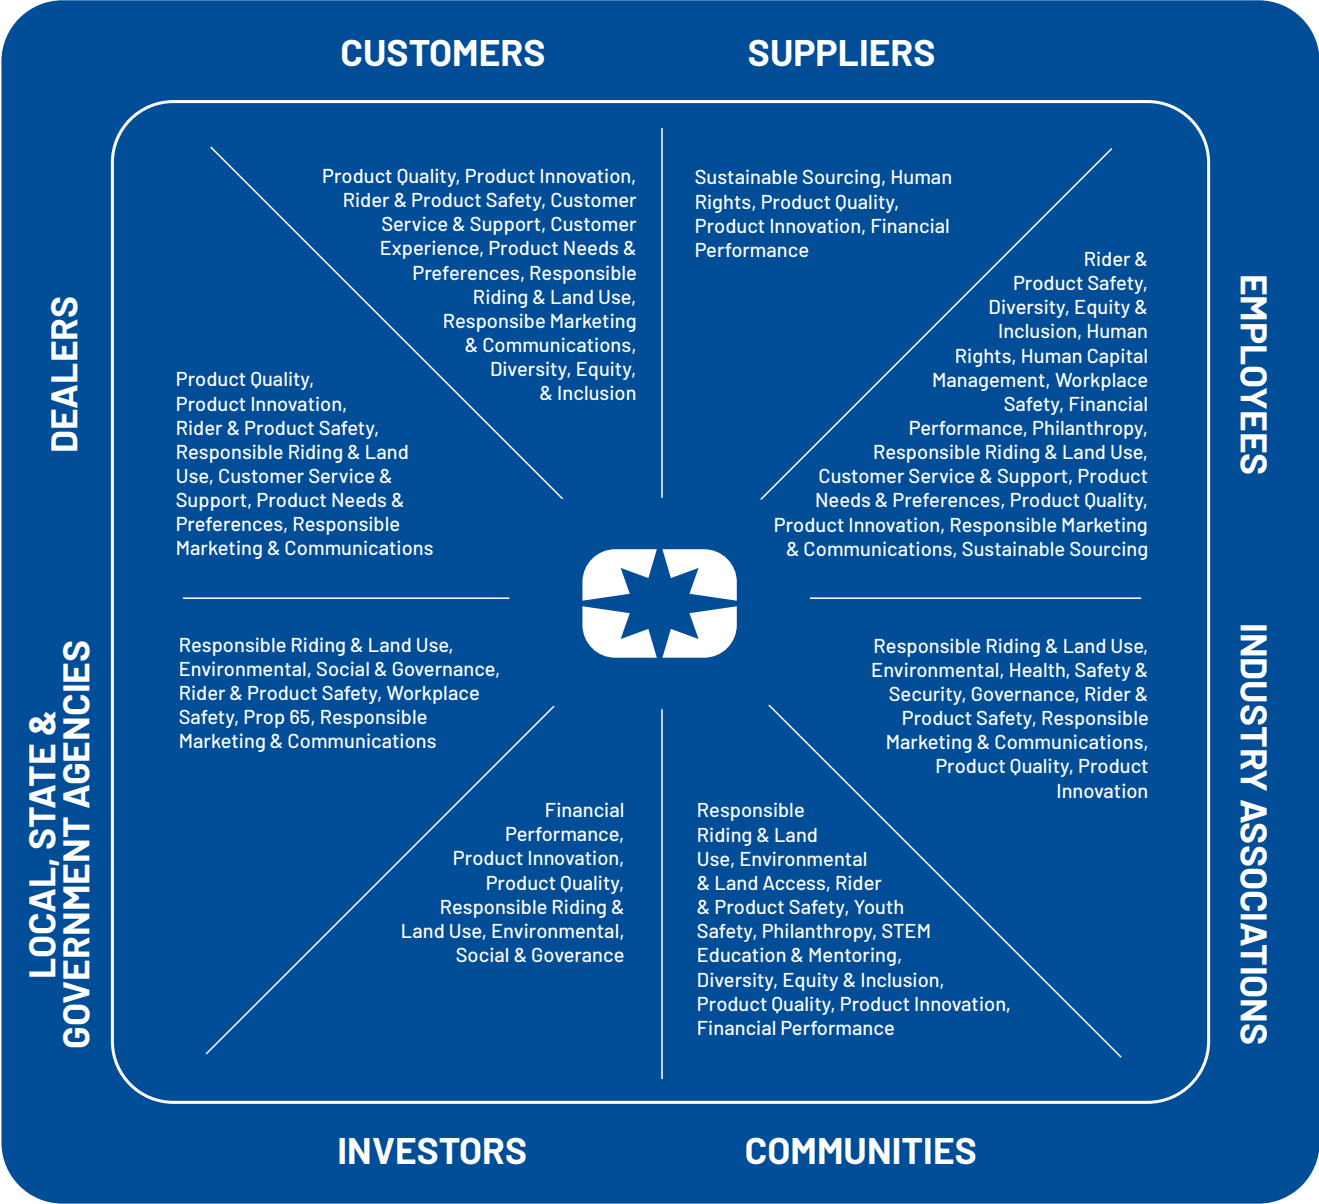 CUSTOMERS
Product Quality, Product Innovation,
Rider & Product Safety, Customer
Service & Support, Customer
Experience, Product Needs &
Preferences, Responsible
Riding & Land Use,
Responsibe Marketing
& Communications,
Diversity, Equity,
& Inclusion
SUPPLIERS
Sustainable Sourcing, Human
Rights, Product Quality,
Product Innovation, Financial
Performance
EMPLOYEES
Rider &
Product Safety,
Diversity, Equity &
Inclusion, Human
Rights, Human Capital
Management, Workplace
Safety, Financial
Performance, Philanthropy,
Responsible Riding & Land Use,
Customer Service & Support, Product
Needs & Preferences, Product Quality,
Product Innovation, Responsible Marketing
& Communications, Sustainable Sourcing
INDUSTRY ASSOCIATIONS
Responsible Riding & Land Use,
Environmental, Health, Safety &
Security, Governance, Rider &
Product Safety, Responsible
Marketing & Communications,
Product Quality, Product
Innovation
COMMUNITIES
Responsible
Riding & Land
Use, Environmental
& Land Access, Rider
& Product Safety, Youth
Safety, Philanthropy, STEM
Education & Mentoring,
Diversity, Equity & Inclusion,
Product Quality, Product Innovation,
Financial Performance
INVESTORS
Financial
Performance,
Product Innovation,
Product Quality,
Responsible Riding &
Land Use, Environmental,
Social & Goverance
LOCAL, STATE &
GOVERNMENT AGENCIES
Responsible Riding & Land Use,
Environmental, Social & Governance,
Rider & Product Safety, Workplace
Safety, Prop 65, Responsible
Marketing & Communications
DEALERS
Product Quality,
Product Innovation,
Rider & Product Safety,
Responsible Riding & Land
Use, Customer Service &
Support, Product Needs &
Preferences, Responsible
Marketing & Communications